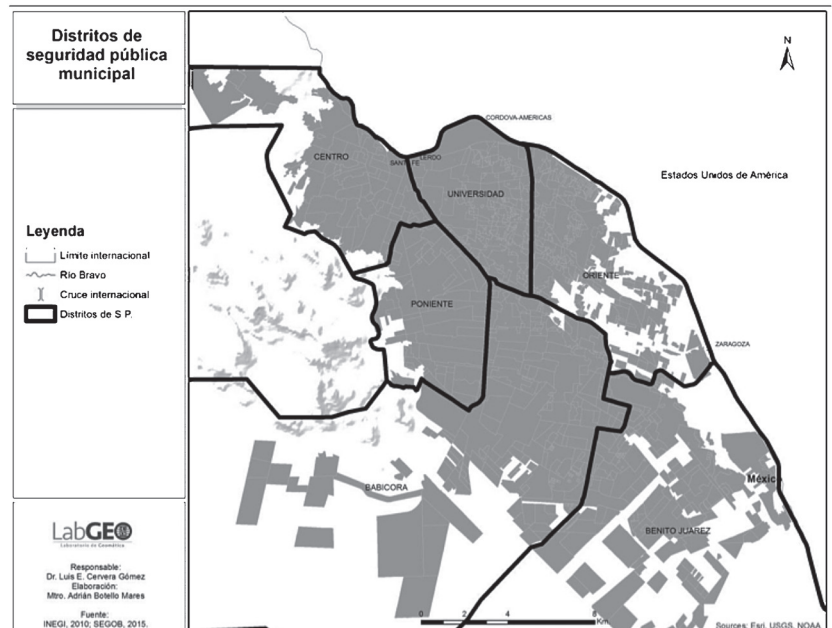 Distritos de
seguridad pública
municipal
Leyenda
Límite internacional
Río Bravo
Cruce internacional
Distritos de S P.
LabGEO
Laboratorio de Geomática
Responsable:
Dr. Luis E. Cervera Gómez
Elaboración:
Mtro. Adrián Botello Mares
Fuente:
INEGI, 2010; SEGOB, 2015.
N
CORDOVA-AMERICAS
CENTRO
SANTA FE
LERDO
Estados Unidos de América
UNIVERSIDAD
ORIENTE
PONIENTE
ZARAGOZA
México
BABICORA
BENITO JUAREZ
0 2 4 8
Km
Sources: Esri, USGS, NOAA